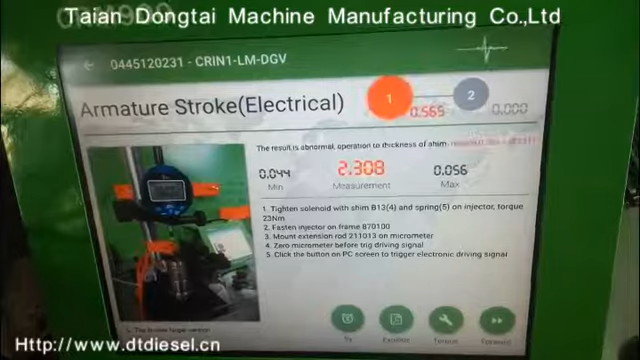 Taian Dongtai Machine Manufacturing Co.,Ltd
0445120231 - CRIN1-LM-DGV
Armature Stroke(Electrical)
1
2
0.565
0.000
The result is abnormal, operation to thickness of shim.
0.044
2.308
0.056
Min
Measurement
Max
1. Tighten solenoid with shim B13(4) and spring(5) on injector, torque
23Nm
2. Fasten injector on frame 870100
3. Mount extension rod 211013 on micrometer
4. Zero micrometer before trig driving signal
5. Click the button on PC screen to trigger electronic driving signal
Torque
Http://www.dtdiesel.cn